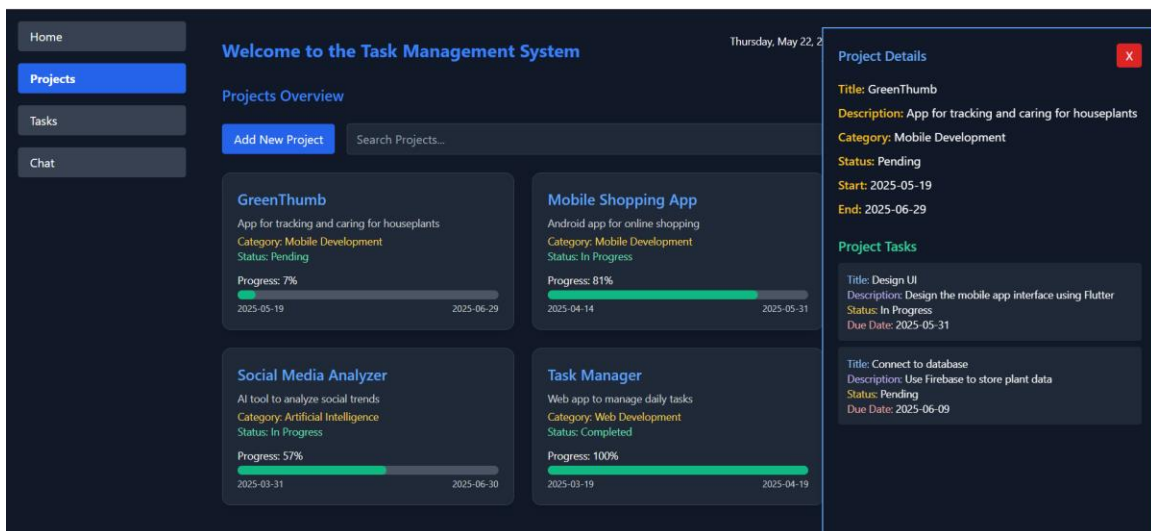 Home
Projects
Tasks
Chat
Welcome to the Task Management System
Thursday, May 22, 2
Projects Overview
Add New Project
Search Projects...
GreenThumb
App for tracking and caring for houseplants
Category: Mobile Development
Status: Pending
Progress: 7%
2025-05-19 2025-06-29
Mobile Shopping App
Android app for online shopping
Category: Mobile Development
Status: In Progress
Progress: 81%
2025-04-14 2025-05-31
Social Media Analyzer
AI tool to analyze social trends
Category: Artificial Intelligence
Status: In Progress
Progress: 57%
2025-03-31 2025-06-30
Task Manager
Web app to manage daily tasks
Category: Web Development
Status: Completed
Progress: 100%
2025-03-19 2025-04-19
Project Details
X
Title: GreenThumb
Description: App for tracking and caring for houseplants
Category: Mobile Development
Status: Pending
Start: 2025-05-19
End: 2025-06-29
Project Tasks
Title: Design UI
Description: Design the mobile app interface using Flutter
Status: In Progress
Due Date: 2025-05-31
Title: Connect to database
Description: Use Firebase to store plant data
Status: Pending
Due Date: 2025-06-09